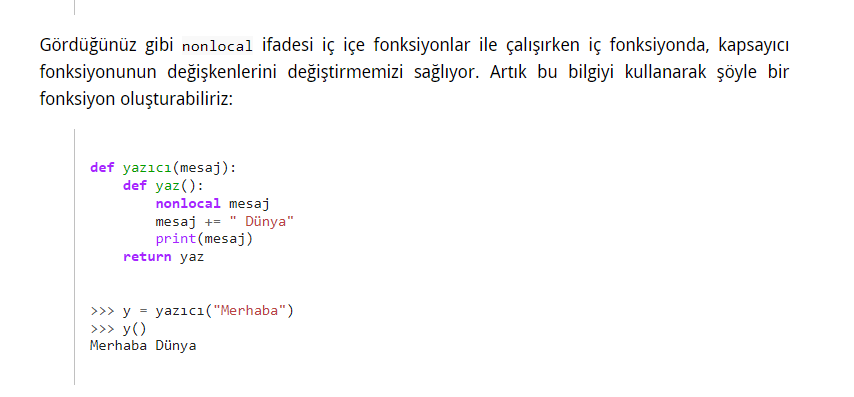 Gördüğünüz gibi nonlocal ifadesi iç içe fonksiyonlar ile çalışırken iç fonksiyonda, kapsayıcı
fonksiyonunun değişkenlerini değiştirmemizi sağlıyor. Artık bu bilgiyi kullanarak şöyle bir
fonksiyon oluşturabiliriz:
def yazıcı(mesaj):
    def yaz():
        nonlocal mesaj
        mesaj += " Dünya"
        print(mesaj)
    return yaz
>>> y = yazıcı("Merhaba")
>>> y()
Merhaba Dünya